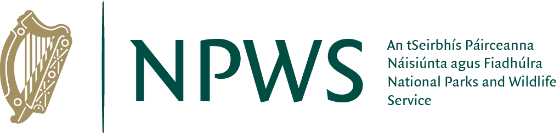 NPWS
An tSeirbhís Páirceanna
Náisiúnta agus Fiadhúlra
National Parks and Wildlife
Service